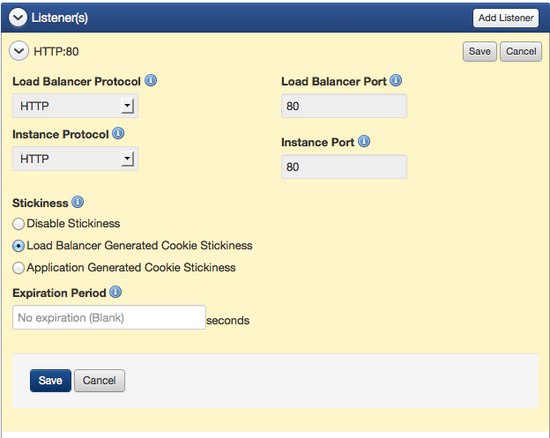 Listener(s)
Add Listener
HTTP:80
Save
Cancel
Load Balancer Protocol
Load Balancer Port
HTTP
80
Instance Protocol
Instance Port
HTTP
80
Stickiness
Disable Stickiness
Load Balancer Generated Cookie Stickiness
Application Generated Cookie Stickiness
Expiration Period
No expiration (Blank)
seconds
Save
Cancel